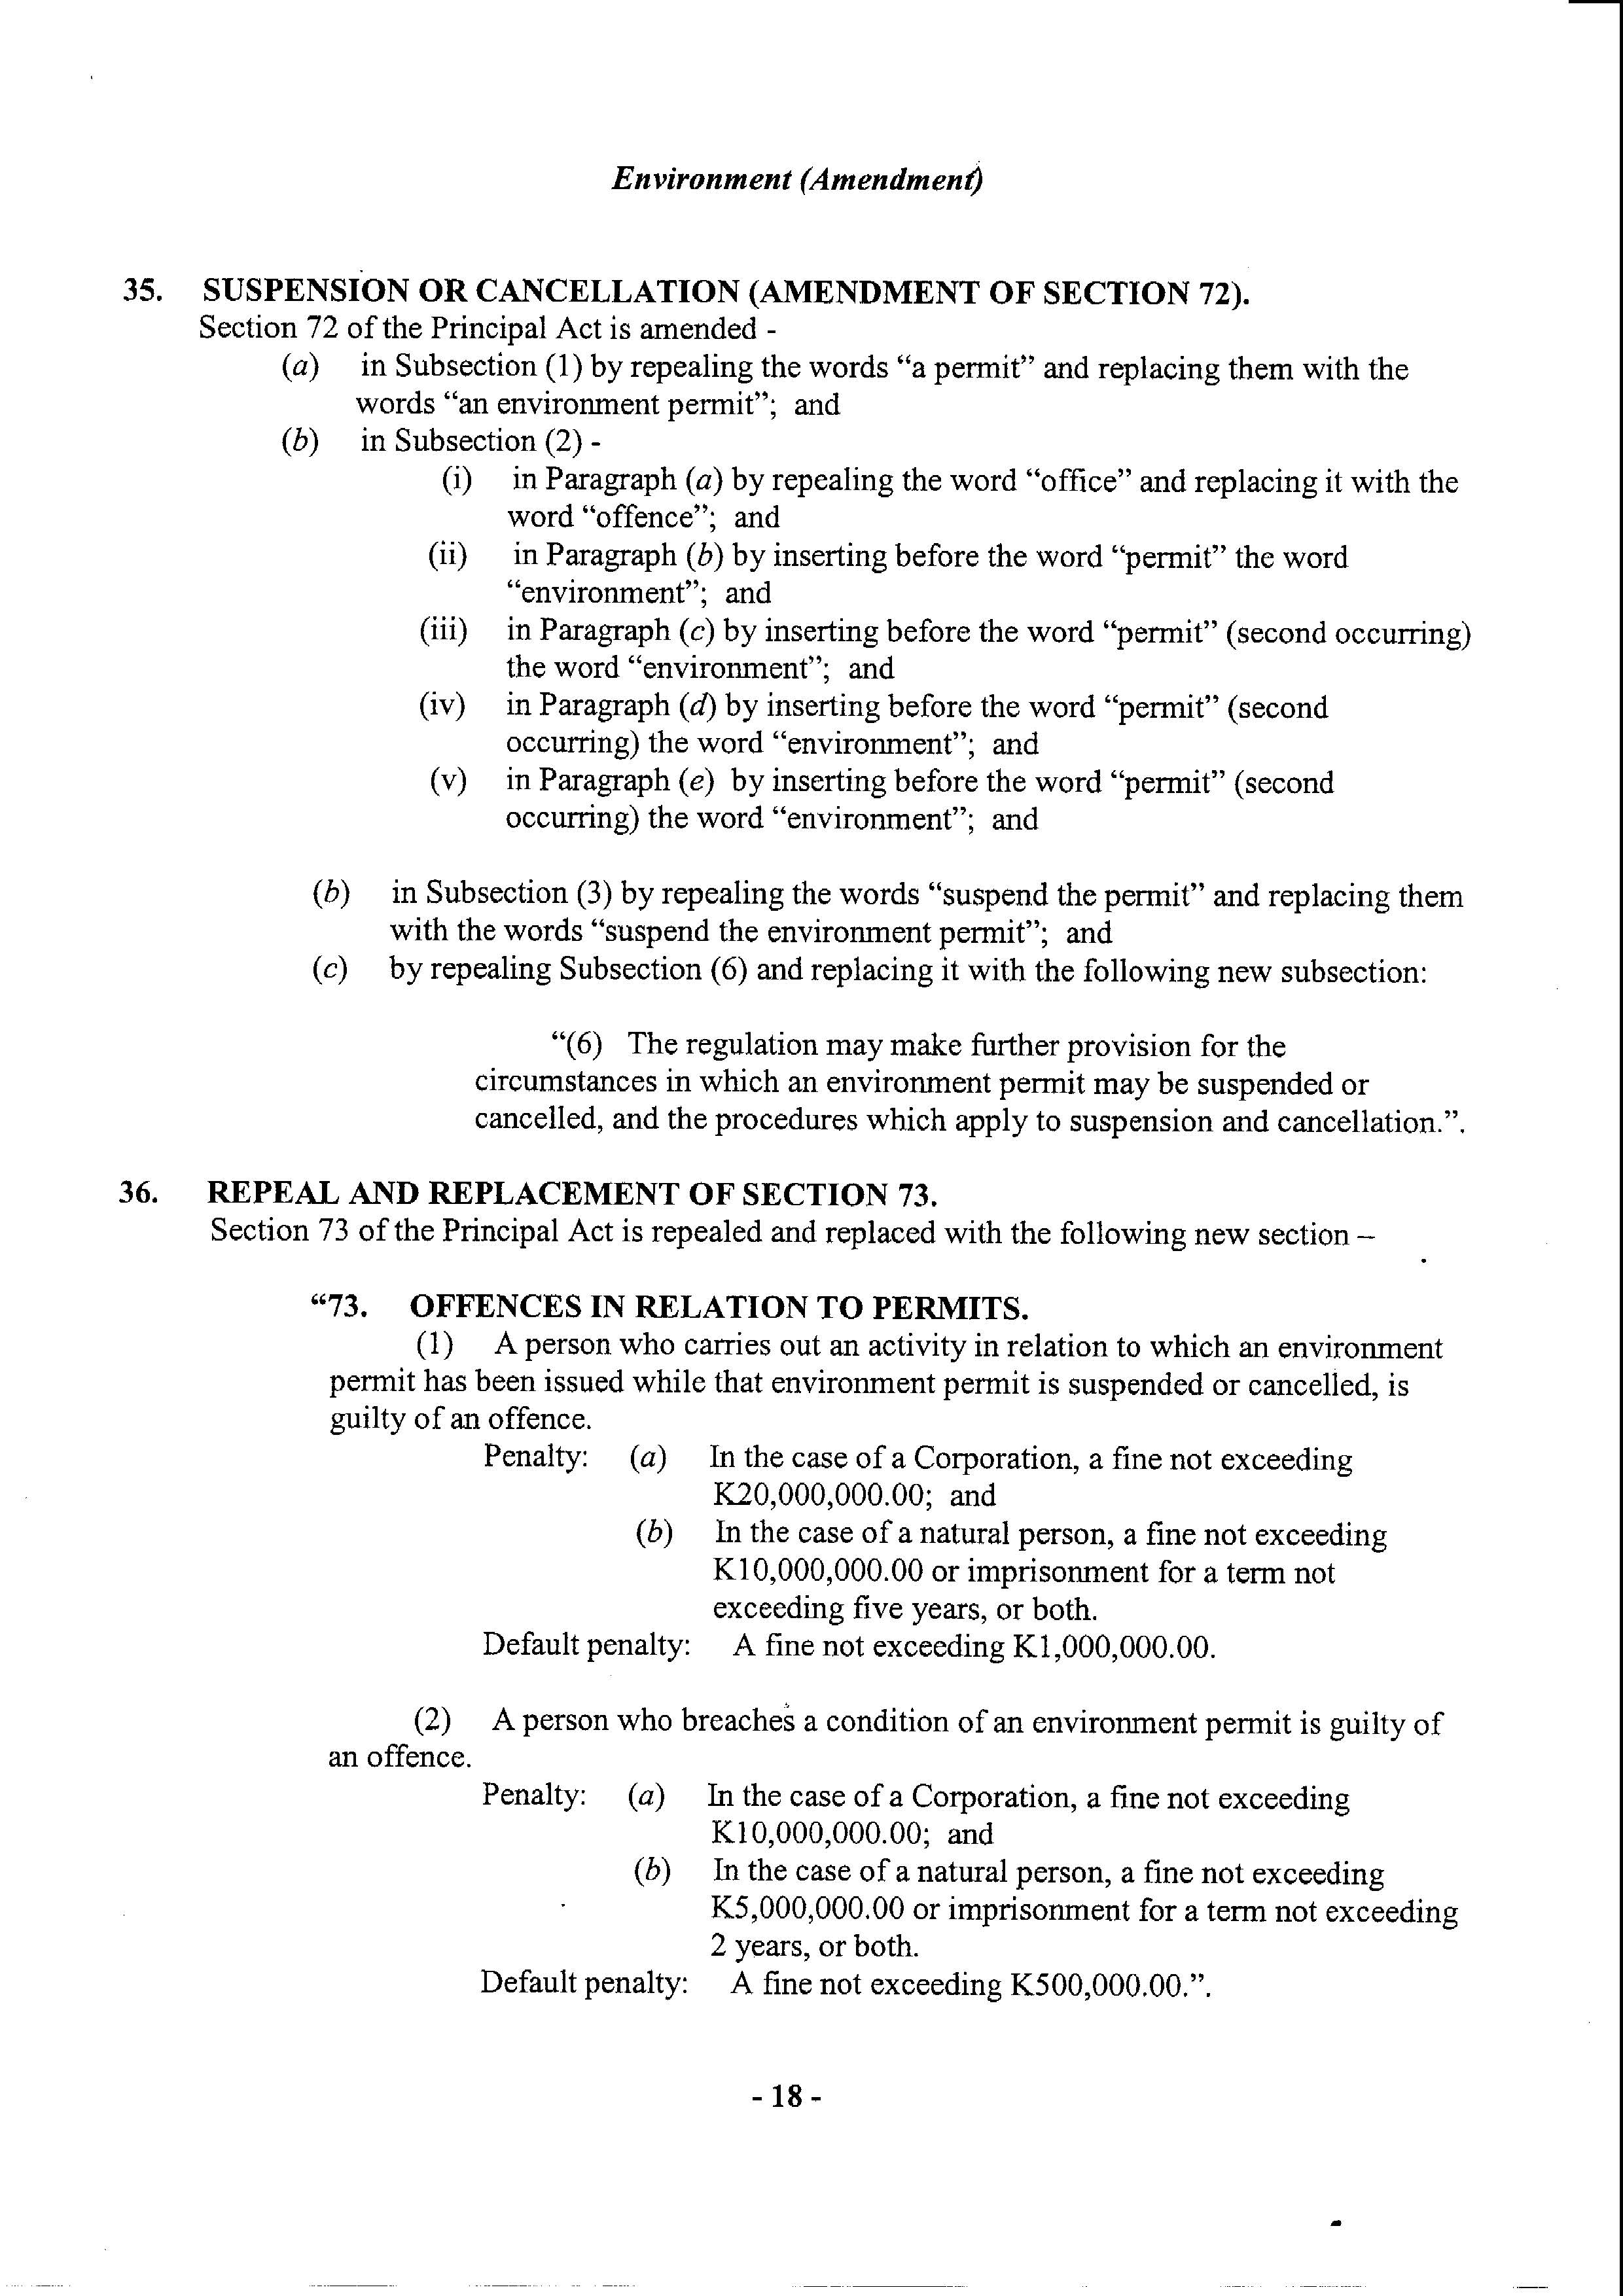 Environment (Amendment)
35. SUSPENSION OR CANCELLATION (AMENDMENT OF SECTION 72).
Section 72 of the Principal Act is amended -
(a) in Subsection (1) by repealing the words “a permit” and replacing them with the
words “an environment permit”; and
(b) in Subsection (2) -
(i) in Paragraph (a) by repealing the word “office” and replacing it with the
word “offence”; and
(ii) in Paragraph (b) by inserting before the word “permit” the word
“environment”; and
(iii) in Paragraph (c) by inserting before the word “permit” (second occurring)
the word “environment”; and
(iv) in Paragraph (d) by inserting before the word “permit” (second
occurring) the word “environment”; and
(v) in Paragraph (e) by inserting before the word “permit” (second
occurring) the word “environment”; and
(b) in Subsection (3) by repealing the words “suspend the permit” and replacing them
with the words “suspend the environment permit”; and
(c) by repealing Subsection (6) and replacing it with the following new subsection:
“(6) The regulation may make further provision for the
circumstances in which an environment permit may be suspended or
cancelled, and the procedures which apply to suspension and cancellation.”.
36. REPEAL AND REPLACEMENT OF SECTION 73.
Section 73 of the Principal Act is repealed and replaced with the following new section –
“73. OFFENCES IN RELATION TO PERMITS.
(1) A person who carries out an activity in relation to which an environment
permit has been issued while that environment permit is suspended or cancelled, is
guilty of an offence.
Penalty: (a) In the case of a Corporation, a fine not exceeding
K20,000,000.00; and
(b) In the case of a natural person, a fine not exceeding
K10,000,000.00 or imprisonment for a term not
exceeding five years, or both.
Default penalty: A fine not exceeding K1,000,000.00.
(2) A person who breaches a condition of an environment permit is guilty of
an offence.
Penalty: (a) In the case of a Corporation, a fine not exceeding
K10,000,000.00; and
(b) In the case of a natural person, a fine not exceeding
K5,000,000.00 or imprisonment for a term not exceeding
2 years, or both.
Default penalty: A fine not exceeding K500,000.00.”.
- 18 -